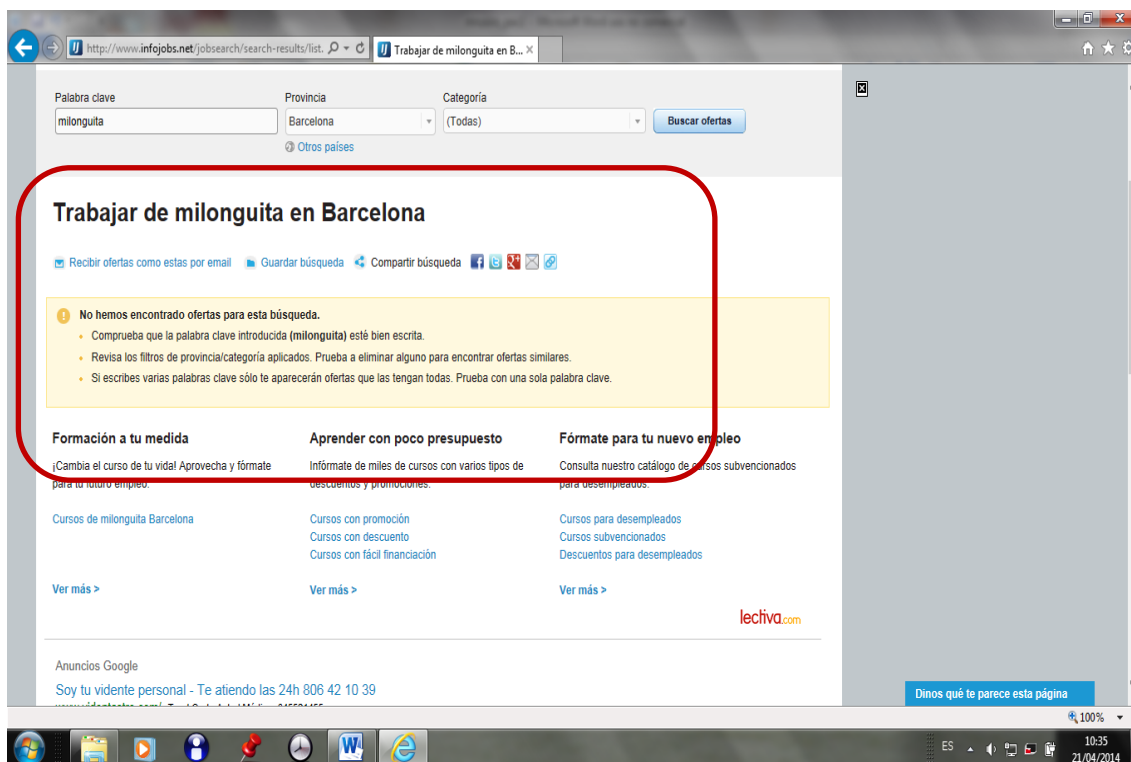 http://www.infojobs.net/jobsearch/search-results/list.
Trabajar de milonguita en B...
Palabra clave Provincia Categoría
milonguita Barcelona (Todas) Buscar ofertas
Otros países
Trabajar de milonguita en Barcelona
Recibir ofertas como estas por email Guardar búsqueda Compartir búsqueda
No hemos encontrado ofertas para esta búsqueda.
Comprueba que la palabra clave introducida (milonguita) esté bien escrita.
Revisa los filtros de provincia/categoría aplicados. Prueba a eliminar alguno para encontrar ofertas similares.
Si escribes varias palabras clave sólo te aparecerán ofertas que las tengan todas. Prueba con una sola palabra clave.
Formación a tu medida
¡Cambia el curso de tu vida! Aprovecha y fórmate
para tu futuro empleo.
Cursos de milonguita Barcelona
Ver más >
Aprender con poco presupuesto
Infórmate de miles de cursos con varios tipos de
descuentos y promociones.
Cursos con promoción
Cursos con descuento
Cursos con fácil financiación
Ver más >
Fórmate para tu nuevo empleo
Consulta nuestro catálogo de cursos subvencionados
para desempleados.
Cursos para desempleados
Cursos subvencionados
Descuentos para desempleados
Ver más >
lectiva.com
Anuncios Google
Soy tu vidente personal - Te atiendo las 24h 806 42 10 39
Dinos qué te parece esta página
100%
ES
10:35
21/04/2014